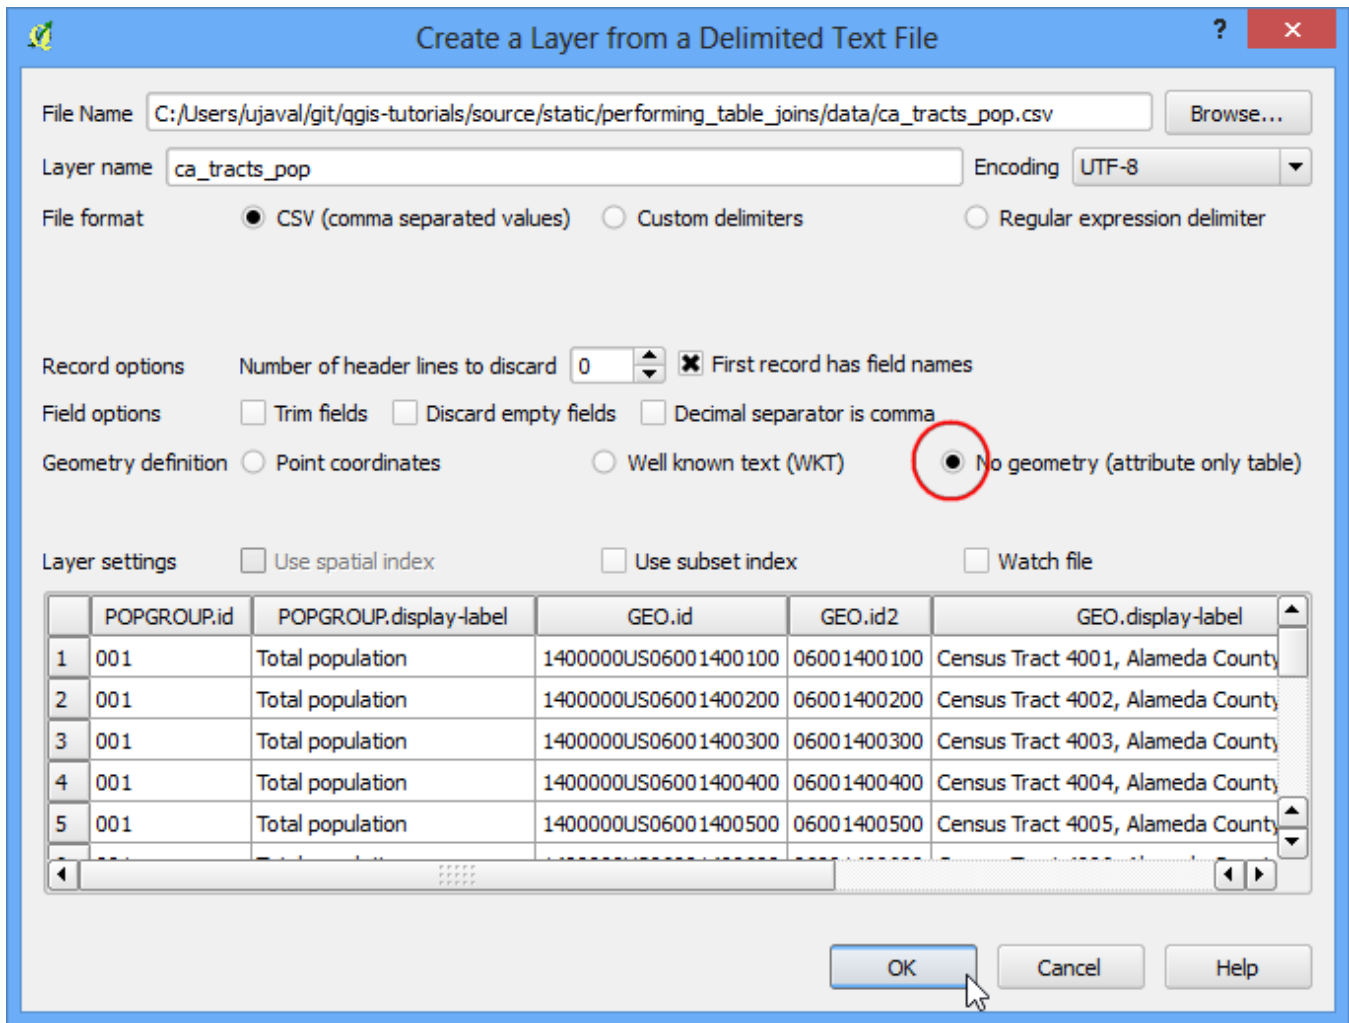 Create a Layer from a Delimited Text File ?
File Name C:/Users/ujaval/git/qgis-tutorials/source/static/performing_table_joins/data/ca_tracts_pop.csv Browse...
Layer name ca_tracts_pop Encoding UTF-8
File format CSV (comma separated values) Custom delimiters Regular expression delimiter
Record options Number of header lines to discard 0 First record has field names
Field options Trim fields Discard empty fields Decimal separator is comma
Geometry definition Point coordinates Well known text (WKT) No geometry (attribute only table)
Layer settings Use spatial index Use subset index Watch file
POPGROUP.id POPGROUP.display-label GEO.id GEO.id2 GEO.display-label
1 001 Total population 1400000US06001400100 06001400100 Census Tract 4001, Alameda County
2 001 Total population 1400000US06001400200 06001400200 Census Tract 4002, Alameda County
3 001 Total population 1400000US06001400300 06001400300 Census Tract 4003, Alameda County
4 001 Total population 1400000US06001400400 06001400400 Census Tract 4004, Alameda County
5 001 Total population 1400000US06001400500 06001400500 Census Tract 4005, Alameda County
OK Cancel Help